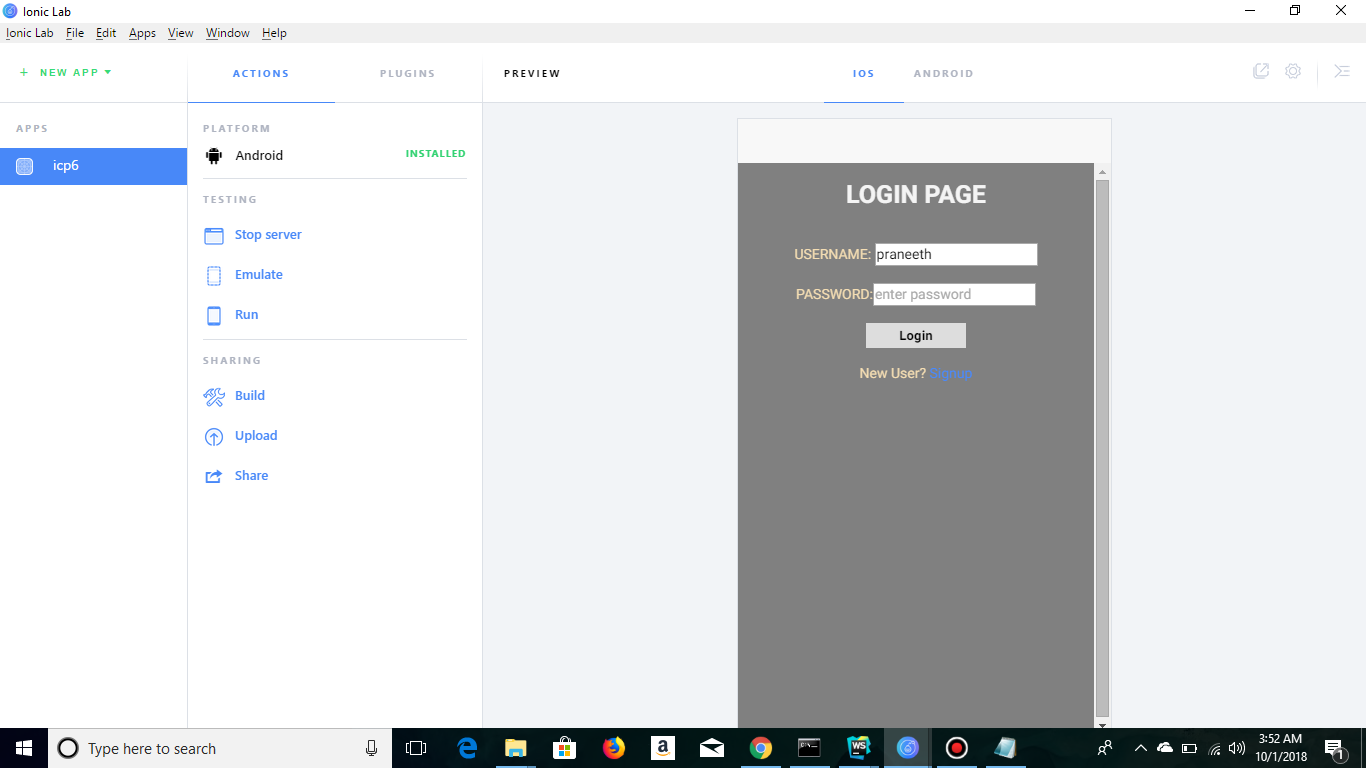 Ionic Lab
Ionic Lab File Edit Apps View Window Help
+ NEW APP
ACTIONS PLUGINS
PREVIEW
IOS ANDROID
APPS
icp6
PLATFORM
Android INSTALLED
TESTING
Stop server
Emulate
Run
SHARING
Build
Upload
Share
LOGIN PAGE
USERNAME: praneeth
PASSWORD: enter password
Login
New User? Signup
Type here to search
a
C:\_
WS
3:52 AM
10/1/2018
1